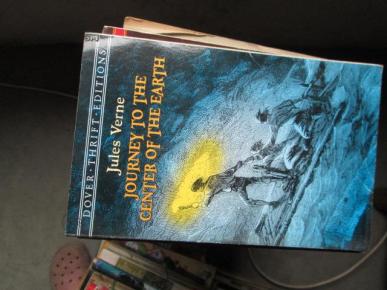 DOVER · THRIFT · EDITIONS
Jules Verne
JOURNEY TO THE
CENTER OF THE EARTH